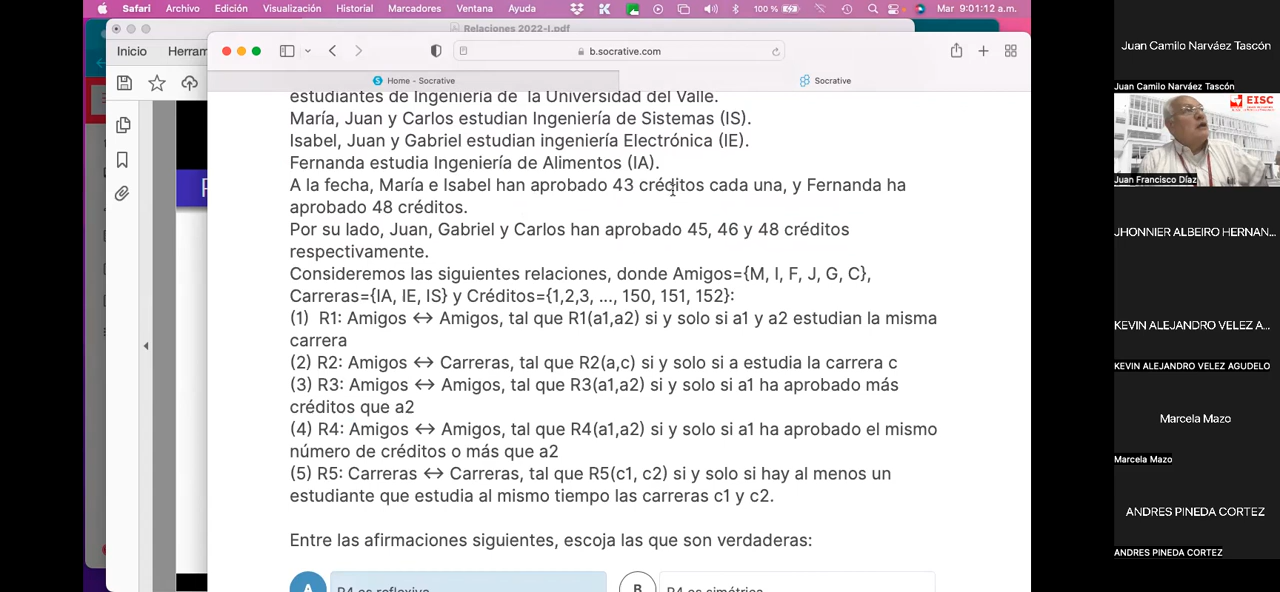 Safari Archivo Edición Visualización Historial Marcadores Ventana Ayuda 100 % Mar 9:01:12 a.m.
Relaciones 2022-I.pdf
Inicio Herram
b.socrative.com
Home - Socrative
Socrative
estudiantes de Ingeniería de la Universidad del Valle.
María, Juan y Carlos estudian Ingeniería de Sistemas (IS).
Isabel, Juan y Gabriel estudian ingeniería Electrónica (IE).
Fernanda estudia Ingeniería de Alimentos (IA).
A la fecha, María e Isabel han aprobado 43 créditos cada una, y Fernanda ha
aprobado 48 créditos.
Por su lado, Juan, Gabriel y Carlos han aprobado 45, 46 y 48 créditos
respectivamente.
Consideremos las siguientes relaciones, donde Amigos={M, I, F, J, G, C},
Carreras={IA, IE, IS} y Créditos={1,2,3, ..., 150, 151, 152}:
(1) R1: Amigos ↔ Amigos, tal que R1(a1,a2) si y solo si a1 y a2 estudian la misma
carrera
(2) R2: Amigos ↔ Carreras, tal que R2(a,c) si y solo si a estudia la carrera c
(3) R3: Amigos ↔ Amigos, tal que R3(a1,a2) si y solo si a1 ha aprobado más
créditos que a2
(4) R4: Amigos ↔ Amigos, tal que R4(a1,a2) si y solo si a1 ha aprobado el mismo
número de créditos o más que a2
(5) R5: Carreras ↔ Carreras, tal que R5(c1, c2) si y solo si hay al menos un
estudiante que estudia al mismo tiempo las carreras c1 y c2.
Entre las afirmaciones siguientes, escoja las que son verdaderas:
A R4 es reflexiva
B R4 es simétrica
Juan Camilo Narváez Tascón
Juan Camilo Narváez Tascón
EISC
Juan Francisco Díaz
JHONNIER ALBEIRO HERNAN...
KEVIN ALEJANDRO VELEZ A...
KEVIN ALEJANDRO VELEZ AGUDELO
Marcela Mazo
Marcela Mazo
ANDRES PINEDA CORTEZ
ANDRES PINEDA CORTEZ